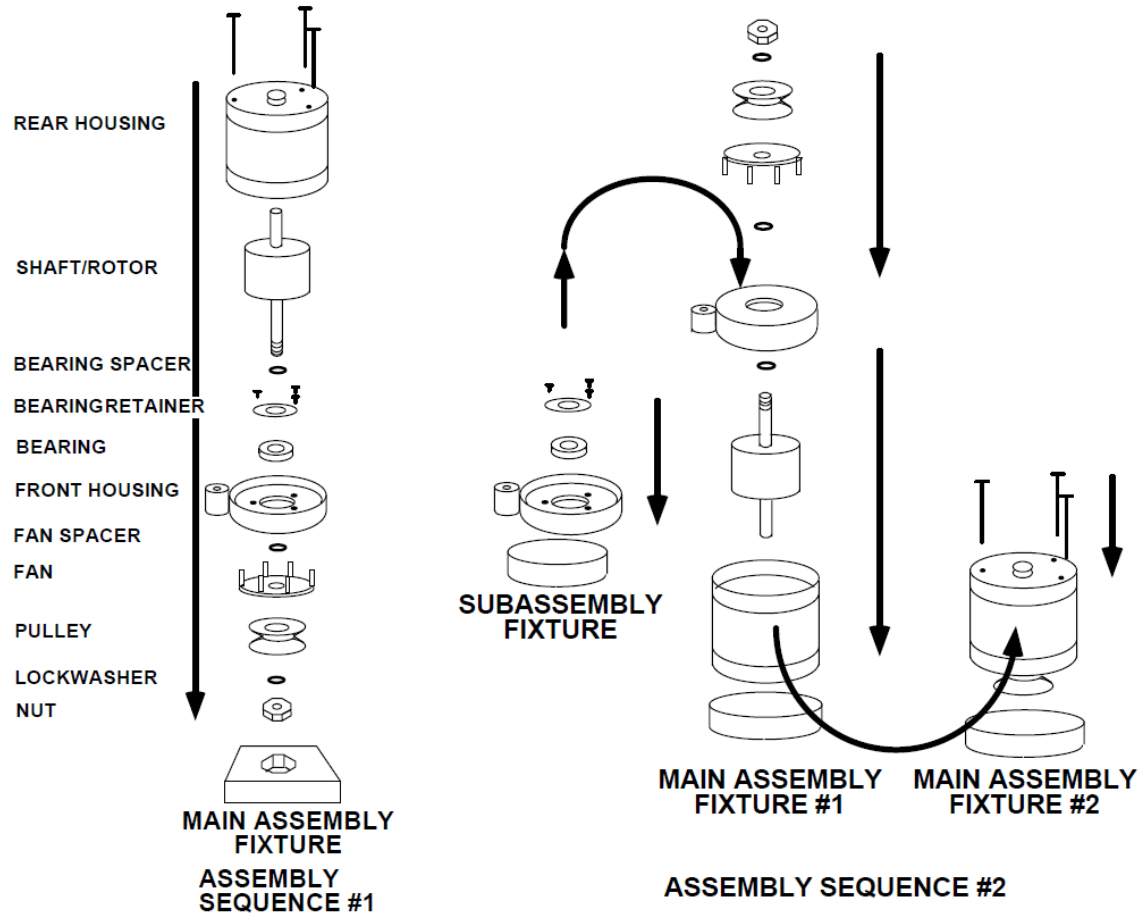 REAR HOUSING
SHAFT/ROTOR
BEARING SPACER
BEARINGRETAINER
BEARING
FRONT HOUSING
FAN SPACER
FAN
PULLEY
LOCKWASHER
NUT
MAIN ASSEMBLY
FIXTURE
ASSEMBLY
SEQUENCE #1
SUBASSEMBLY
FIXTURE
MAIN ASSEMBLY
FIXTURE #1
MAIN ASSEMBLY
FIXTURE #2
ASSEMBLY SEQUENCE #2